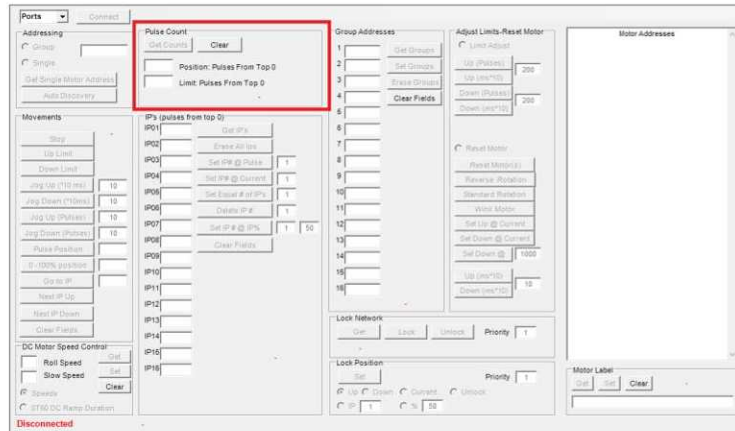 Ports
Connect
Addressing
Group
Single
Get Single Motor Address
Auto Discovery
Pulse Count
Get Counts
Clear
Position: Pulses From Top 0
Limit: Pulses From Top 0
Group Addresses
1
2
3
4
5
6
7
8
9
10
11
12
13
14
15
16
Get Groups
Set Groups
Erase Groups
Clear Fields
Adjust Limits-Reset Motor
Limit Adjust
Up (Pulses)
Up (ms*10)
200
Down (Pulses)
Down (ms*10)
200
Reset Motor
Reset Motor(s)
Reverse Rotation
Standard Rotation
Wink Motor
Set Up @ Current
Set Down @ Current
Set Down @ 1000
Up (ms*10)
Down (ms*10)
10
Motor Addresses
Movements
Stop
Up Limit
Down Limit
Jog Up (*10 ms) 10
Jog Down (*10ms) 10
Jog Up (Pulses) 10
Jog Down (Pulses) 10
Pulse Position
0 -100% position
Go to IP
Next IP Up
Next IP Down
Clear Fields
IP's (pulses from top 0)
IP01
IP02
IP03
IP04
IP05
IP06
IP07
IP08
IP09
IP10
IP11
IP12
IP13
IP14
IP15
IP16
Get IP's
Erase All Ips
Set IP# @ Pulse 1
Set IP# @ Current 1
Set Equal # of IP's 1
Delete IP # 1
Set IP # @ IP% 1 50
Clear Fields
DC Motor Speed Control
Roll Speed
Slow Speed
Get
Set
Clear
Speeds
ST50 DC Ramp Duration
Lock Network
Get
Lock
Unlock
Priority 1
Lock Position
Set
Priority 1
Up
Down
Current
Unlock
IP 1
% 50
Motor Label
Get
Set
Clear
Disconnected